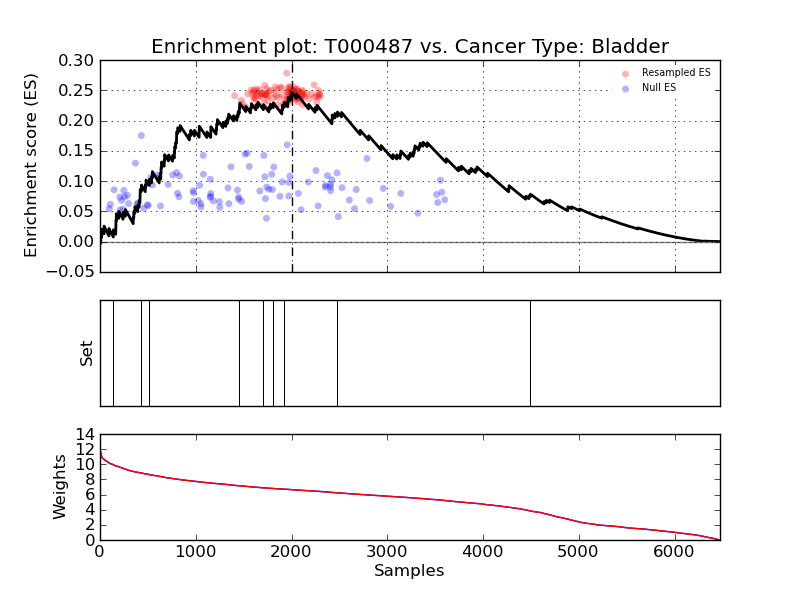 Enrichment plot: T000487 vs. Cancer Type: Bladder
Enrichment score (ES)
0.30
0.25
0.20
0.15
0.10
0.05
0.00
−0.05
Resampled ES
Null ES
Set
Weights
14
12
10
8
6
4
2
0
0 1000 2000 3000 4000 5000 6000
Samples